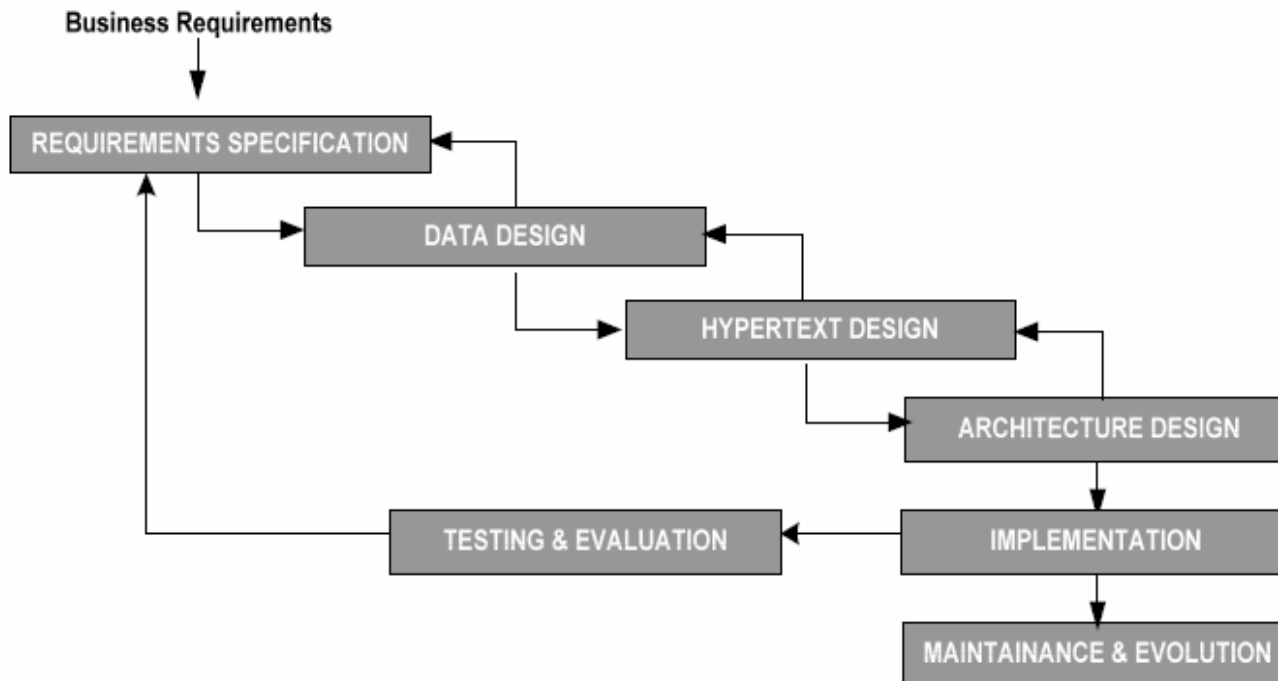 Business Requirements
REQUIREMENTS SPECIFICATION
DATA DESIGN
HYPERTEXT DESIGN
ARCHITECTURE DESIGN
TESTING & EVALUATION
IMPLEMENTATION
MAINTAINANCE & EVOLUTION